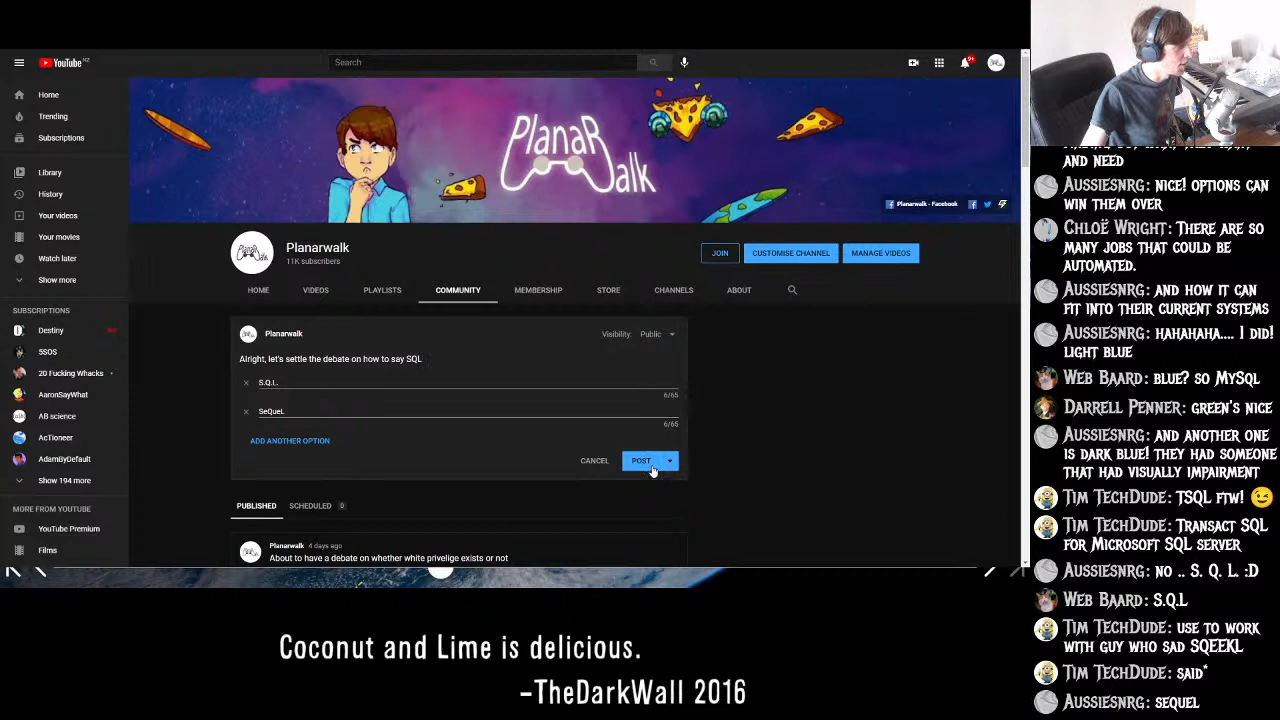 YouTube NZ
Search
9+
Home
Trending
Subscriptions
Library
History
Your videos
Your movies
Watch later
Show more
SUBSCRIPTIONS
Destiny
5SOS
20 Fucking Whacks
AaronSayWhat
AB science
AcTioneer
AdamByDefault
Show 194 more
MORE FROM YOUTUBE
YouTube Premium
Films
PlanaRwalk
Planarwalk - Facebook
Planarwalk
11K subscribers
JOIN
CUSTOMISE CHANNEL
MANAGE VIDEOS
HOME
VIDEOS
PLAYLISTS
COMMUNITY
MEMBERSHIP
STORE
CHANNELS
ABOUT
Planarwalk
Visibility: Public
Alright, let's settle the debate on how to say SQL
S.Q.L.
6/65
SeQueL
6/65
ADD ANOTHER OPTION
CANCEL
POST
PUBLISHED
SCHEDULED 0
Planarwalk 4 days ago
About to have a debate on whether white privelige exists or not
AND NEED
AUSSIESNRG: NICE! OPTIONS CAN
WIN THEM OVER
CHLOË WRIGHT: THERE ARE SO
MANY JOBS THAT COULD BE
AUTOMATED.
AUSSIESNRG: AND HOW IT CAN
FIT INTO THEIR CURRENT SYSTEMS
AUSSIESNRG: HAHAHAHA.... I DID!
LIGHT BLUE
WEB BAARD: BLUE? SO MYSQL
DARRELL PENNER: GREEN'S NICE
AUSSIESNRG: AND ANOTHER ONE
IS DARK BLUE! THEY HAD SOMEONE
THAT HAD VISUALLY IMPAIRMENT
TIM TECHDUDE: TSQL FTW! 😉
TIM TECHDUDE: TRANSACT SQL
FOR MICROSOFT SQL SERVER
AUSSIESNRG: NO .. S. Q. L. :D
WEB BAARD: S.Q.L
TIM TECHDUDE: USE TO WORK
WITH GUY WHO SAD SQEEKL
TIM TECHDUDE: SAID*
AUSSIESNRG: SEQUEL
Coconut and Lime is delicious.
-TheDarkWall 2016